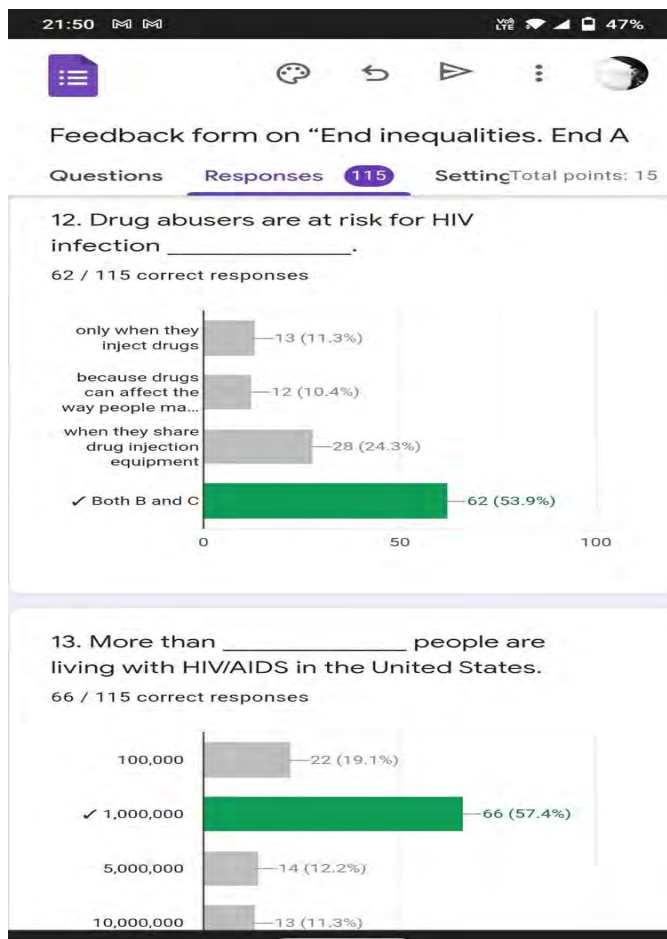 21:50
Vo) LTE 47%
Feedback form on “End inequalities. End A
Questions Responses 115 Setting Total points: 15
12. Drug abusers are at risk for HIV
infection _______________.
62 / 115 correct responses
only when they
inject drugs
13 (11.3%)
because drugs
can affect the
way people ma...
12 (10.4%)
when they share
drug injection
equipment
28 (24.3%)
✓ Both B and C
62 (53.9%)
0 50 100
13. More than _______________ people are
living with HIV/AIDS in the United States.
66 / 115 correct responses
100,000
22 (19.1%)
✓ 1,000,000
66 (57.4%)
5,000,000
14 (12.2%)
10,000,000
13 (11.3%)